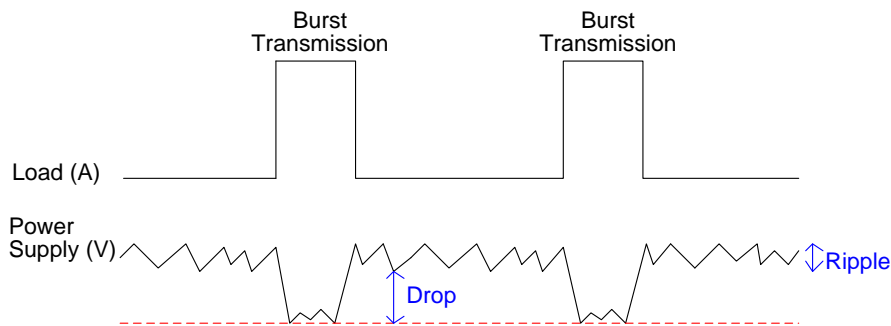 Burst
Transmission
Burst
Transmission
Load (A)
Power
Supply (V)
Ripple
Drop